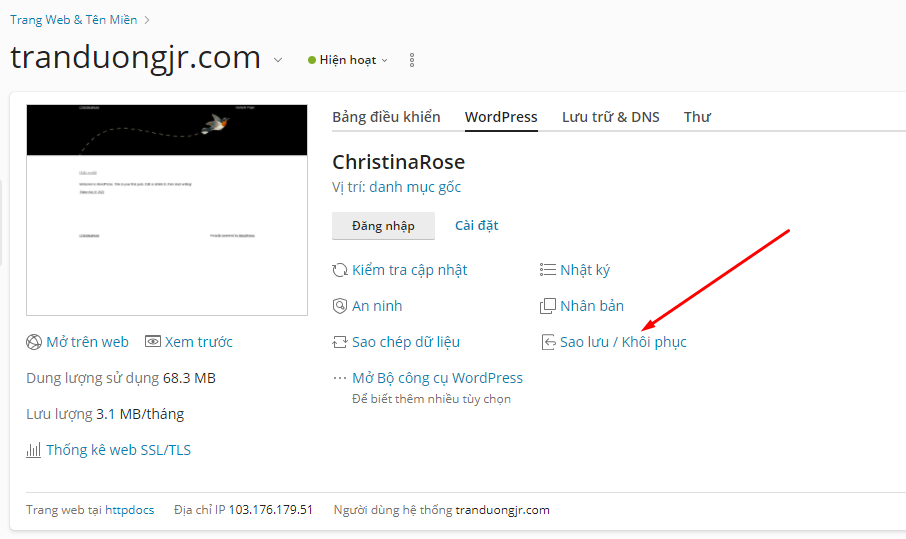 Trang Web & Tên Miền
tranduongjr.com
Hiện hoạt
Bảng điều khiển WordPress Lưu trữ & DNS Thư
ChristinaRose
Vị trí: danh mục gốc
Đăng nhập Cài đặt
Kiểm tra cập nhật Nhật ký
An ninh Nhân bản
Mở trên web Xem trước Sao chép dữ liệu Sao lưu / Khôi phục
Dung lượng sử dụng 68.3 MB
Mở Bộ công cụ WordPress
Để biết thêm nhiều tùy chọn
Lưu lượng 3.1 MB/tháng
Thống kê web SSL/TLS
Trang web tại httpdocs Địa chỉ IP 103.176.179.51 Người dùng hệ thống tranduongjr.com